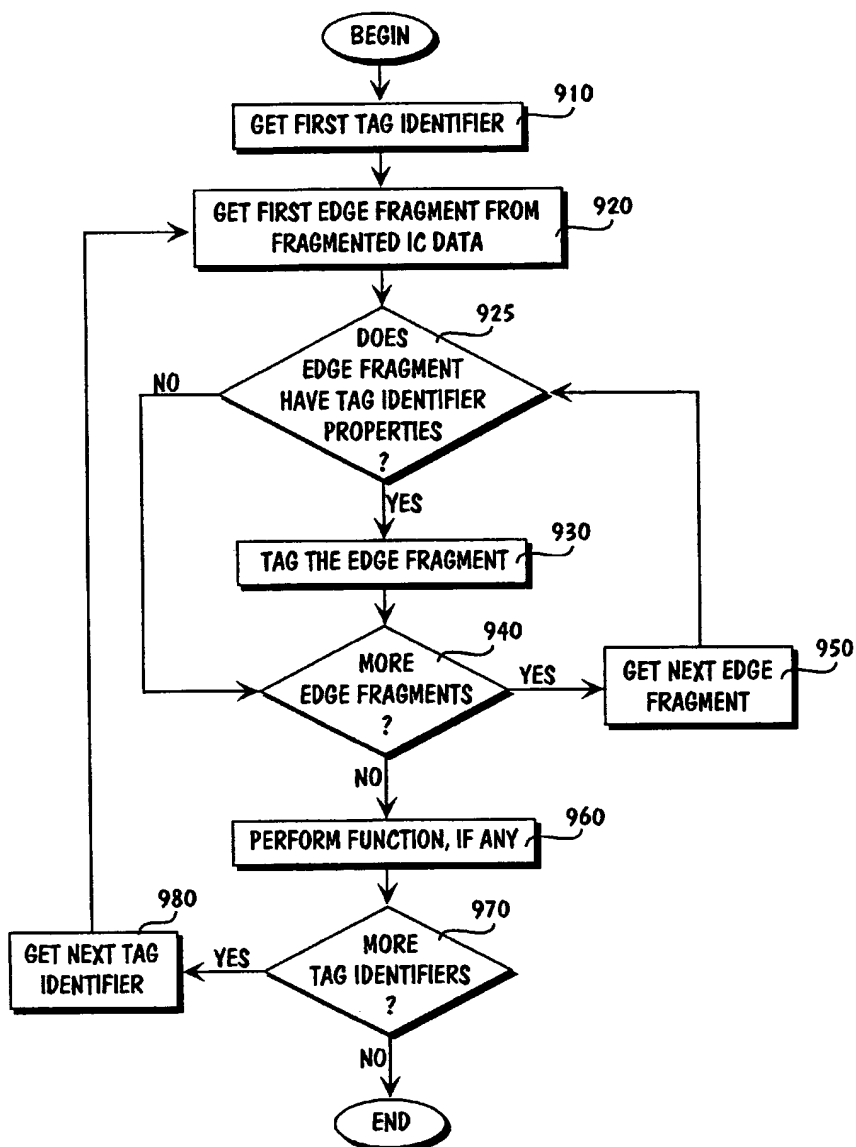 BEGIN
910
GET FIRST TAG IDENTIFIER
GET FIRST EDGE FRAGMENT FROM
FRAGMENTED IC DATA
920
925
DOES
EDGE FRAGMENT
HAVE TAG IDENTIFIER
PROPERTIES
?
NO
YES
TAG THE EDGE FRAGMENT
930
940
MORE
EDGE FRAGMENTS
?
YES
950
GET NEXT EDGE
FRAGMENT
NO
PERFORM FUNCTION, IF ANY
960
970
MORE
TAG IDENTIFIERS
?
YES
980
GET NEXT TAG
IDENTIFIER
NO
END